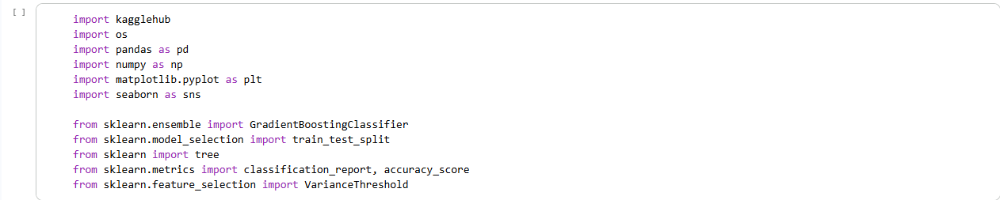 [ ]
import kagglehub
import os
import pandas as pd
import numpy as np
import matplotlib.pyplot as plt
import seaborn as sns
from sklearn.ensemble import GradientBoostingClassifier
from sklearn.model_selection import train_test_split
from sklearn import tree
from sklearn.metrics import classification_report, accuracy_score
from sklearn.feature_selection import VarianceThreshold